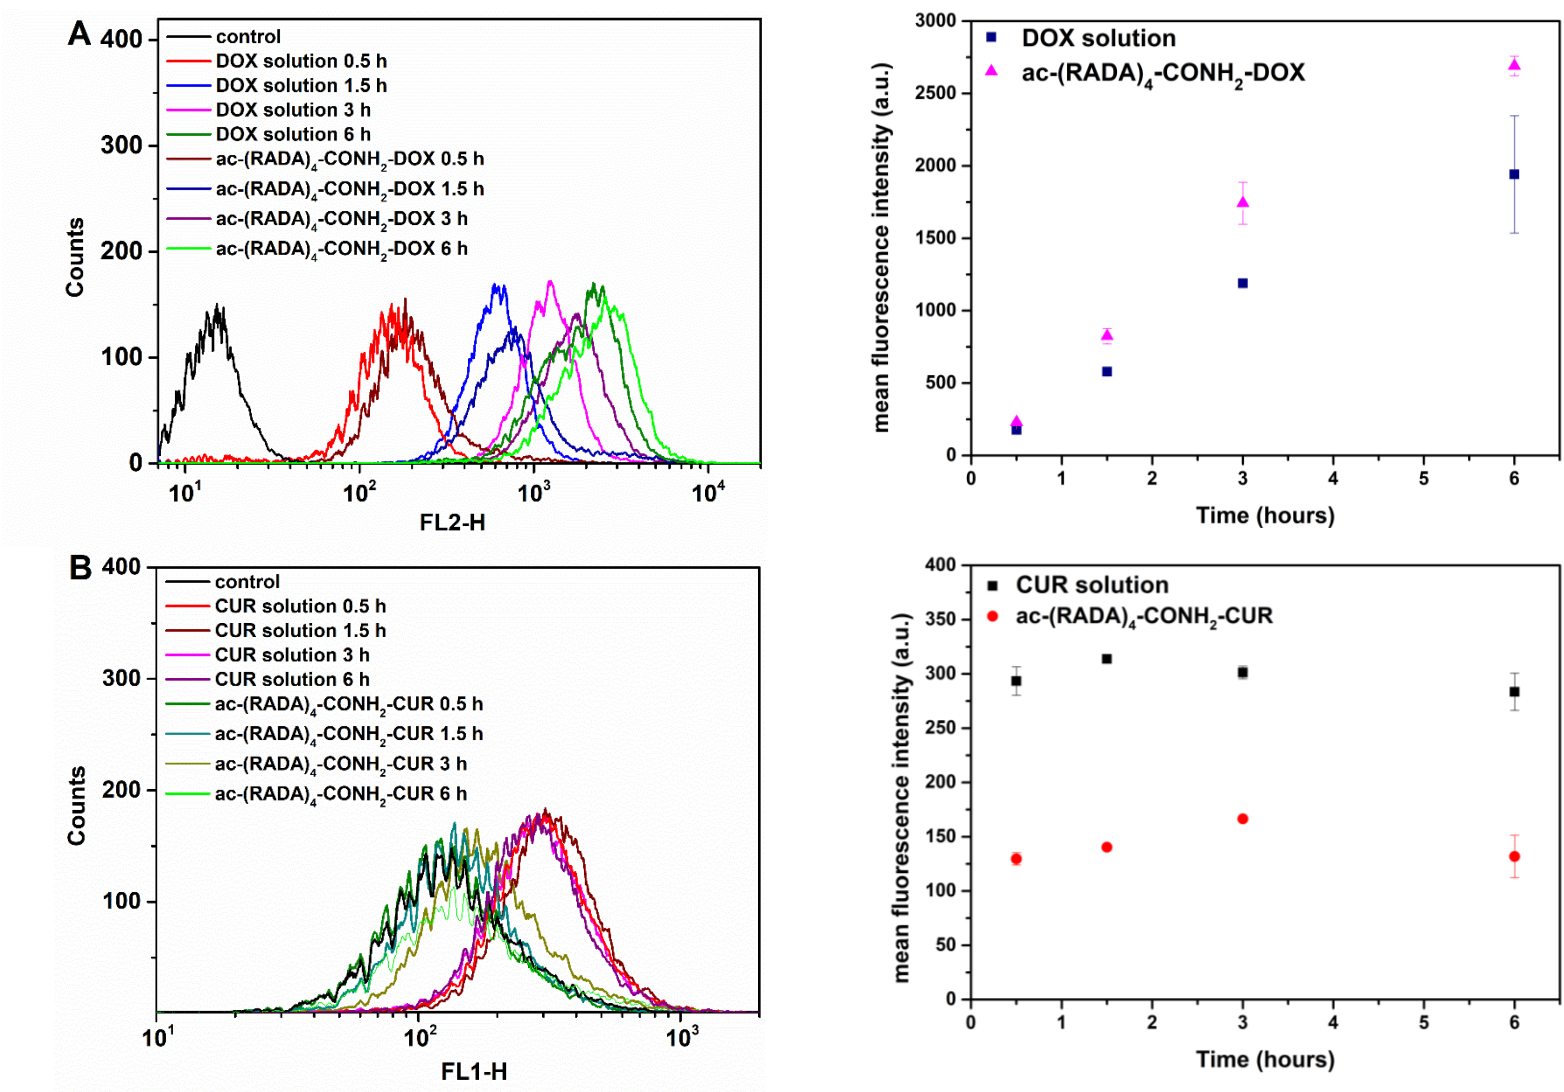 A
control
DOX solution 0.5 h
DOX solution 1.5 h
DOX solution 3 h
DOX solution 6 h
ac-(RADA)₄-CONH₂-DOX 0.5 h
ac-(RADA)₄-CONH₂-DOX 1.5 h
ac-(RADA)₄-CONH₂-DOX 3 h
ac-(RADA)₄-CONH₂-DOX 6 h
Counts
400
300
200
100
0
10¹ 10² 10³ 10⁴
FL2-H
DOX solution
ac-(RADA)₄-CONH₂-DOX
mean fluorescence intensity (a.u.)
3000
2500
2000
1500
1000
500
0
0 1 2 3 4 5 6
Time (hours)
B
control
CUR solution 0.5 h
CUR solution 1.5 h
CUR solution 3 h
CUR solution 6 h
ac-(RADA)₄-CONH₂-CUR 0.5 h
ac-(RADA)₄-CONH₂-CUR 1.5 h
ac-(RADA)₄-CONH₂-CUR 3 h
ac-(RADA)₄-CONH₂-CUR 6 h
Counts
400
300
200
100
10¹ 10² 10³
FL1-H
CUR solution
ac-(RADA)₄-CONH₂-CUR
mean fluorescence intensity (a.u.)
400
350
300
250
200
150
100
50
0
0 1 2 3 4 5 6
Time (hours)